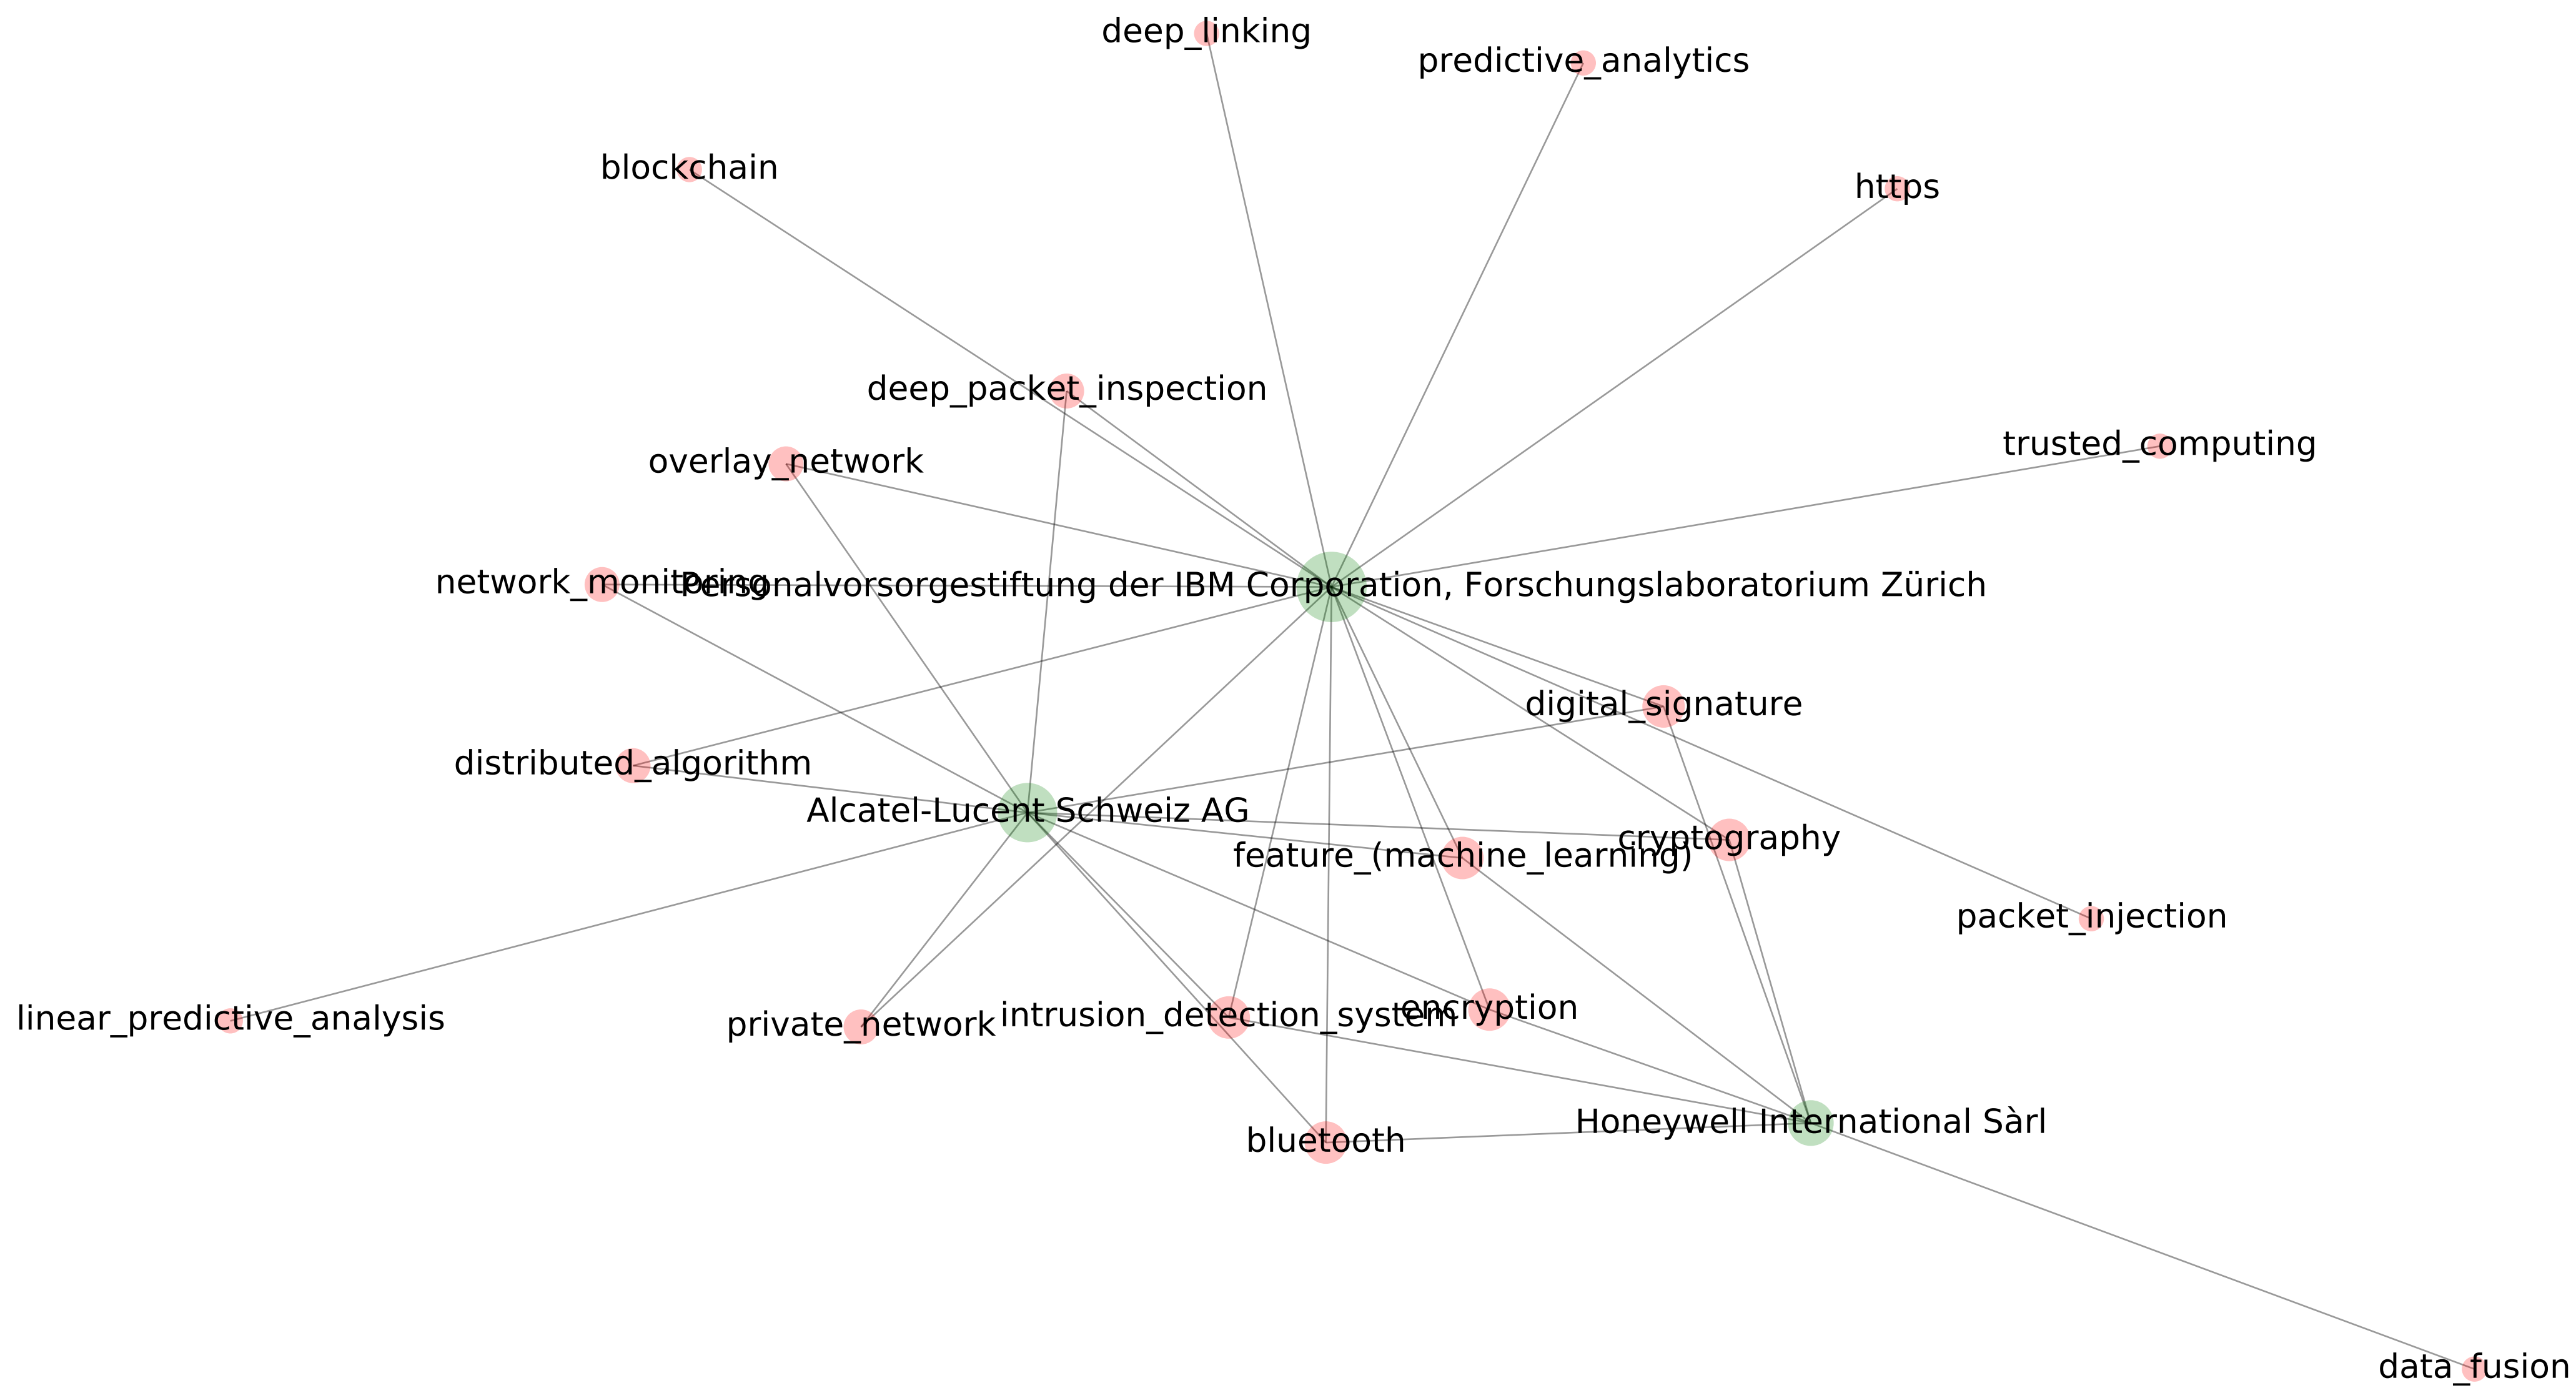 deep_linking
predictive_analytics
blockchain
https
deep_packet_inspection
trusted_computing
overlay_network
network_monitoring
Personalvorsorgestiftung der IBM Corporation, Forschungslaboratorium Zürich
digital_signature
distributed_algorithm
Alcatel-Lucent Schweiz AG
cryptography
feature_(machine_learning)
packet_injection
linear_predictive_analysis
private_network
intrusion_detection_system
encryption
Honeywell International Sàrl
bluetooth
data_fusion